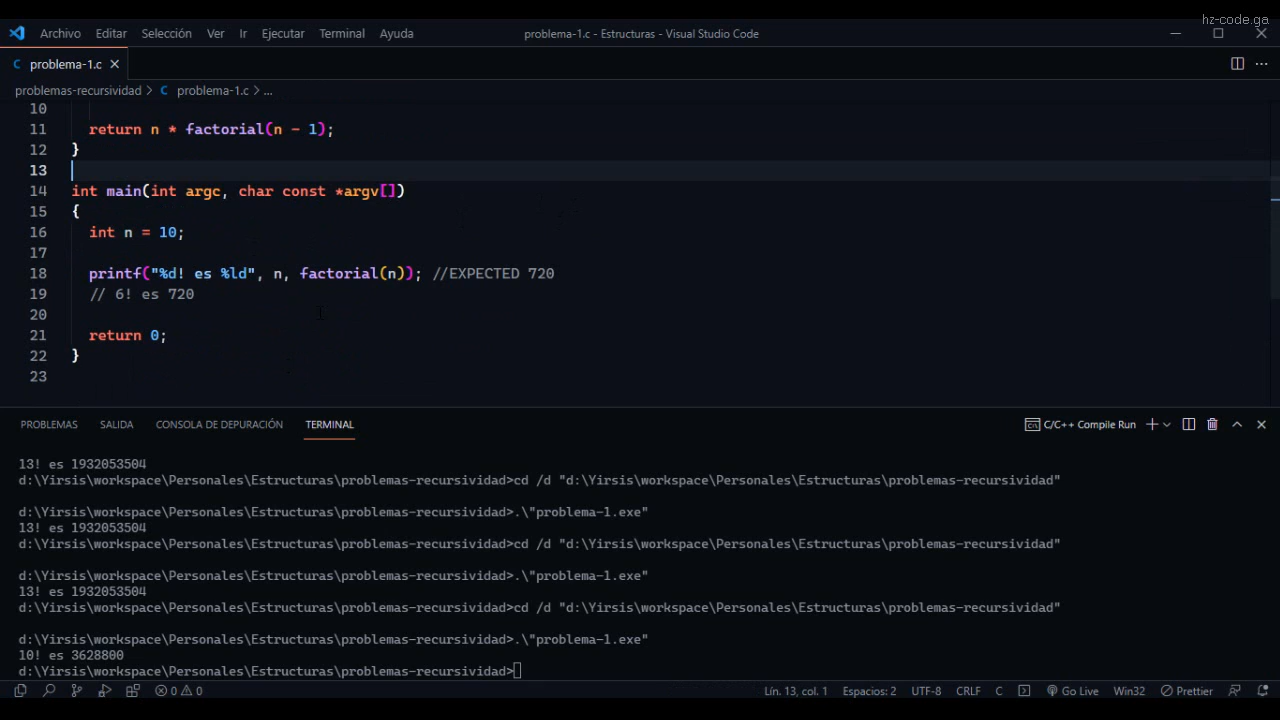 hz-code.ga
Archivo Editar Selección Ver Ir Ejecutar Terminal Ayuda problema-1.c - Estructuras - Visual Studio Code
C problema-1.c
problemas-recursividad > C problema-1.c > ...
10
11 return n * factorial(n - 1);
12 }
13
14 int main(int argc, char const *argv[])
15 {
16 int n = 10;
17
18 printf("%d! es %ld", n, factorial(n)); //EXPECTED 720
19 // 6! es 720
20
21 return 0;
22 }
23
PROBLEMAS SALIDA CONSOLA DE DEPURACIÓN TERMINAL C/C++ Compile Run
13! es 1932053504
d:\Yirsis\workspace\Personales\Estructuras\problemas-recursividad>cd /d "d:\Yirsis\workspace\Personales\Estructuras\problemas-recursividad"
d:\Yirsis\workspace\Personales\Estructuras\problemas-recursividad>.\"problema-1.exe"
13! es 1932053504
d:\Yirsis\workspace\Personales\Estructuras\problemas-recursividad>cd /d "d:\Yirsis\workspace\Personales\Estructuras\problemas-recursividad"
d:\Yirsis\workspace\Personales\Estructuras\problemas-recursividad>.\"problema-1.exe"
13! es 1932053504
d:\Yirsis\workspace\Personales\Estructuras\problemas-recursividad>cd /d "d:\Yirsis\workspace\Personales\Estructuras\problemas-recursividad"
d:\Yirsis\workspace\Personales\Estructuras\problemas-recursividad>.\"problema-1.exe"
10! es 3628800
d:\Yirsis\workspace\Personales\Estructuras\problemas-recursividad>
0 0 Lín. 13, col. 1 Espacios: 2 UTF-8 CRLF C Go Live Win32 Prettier